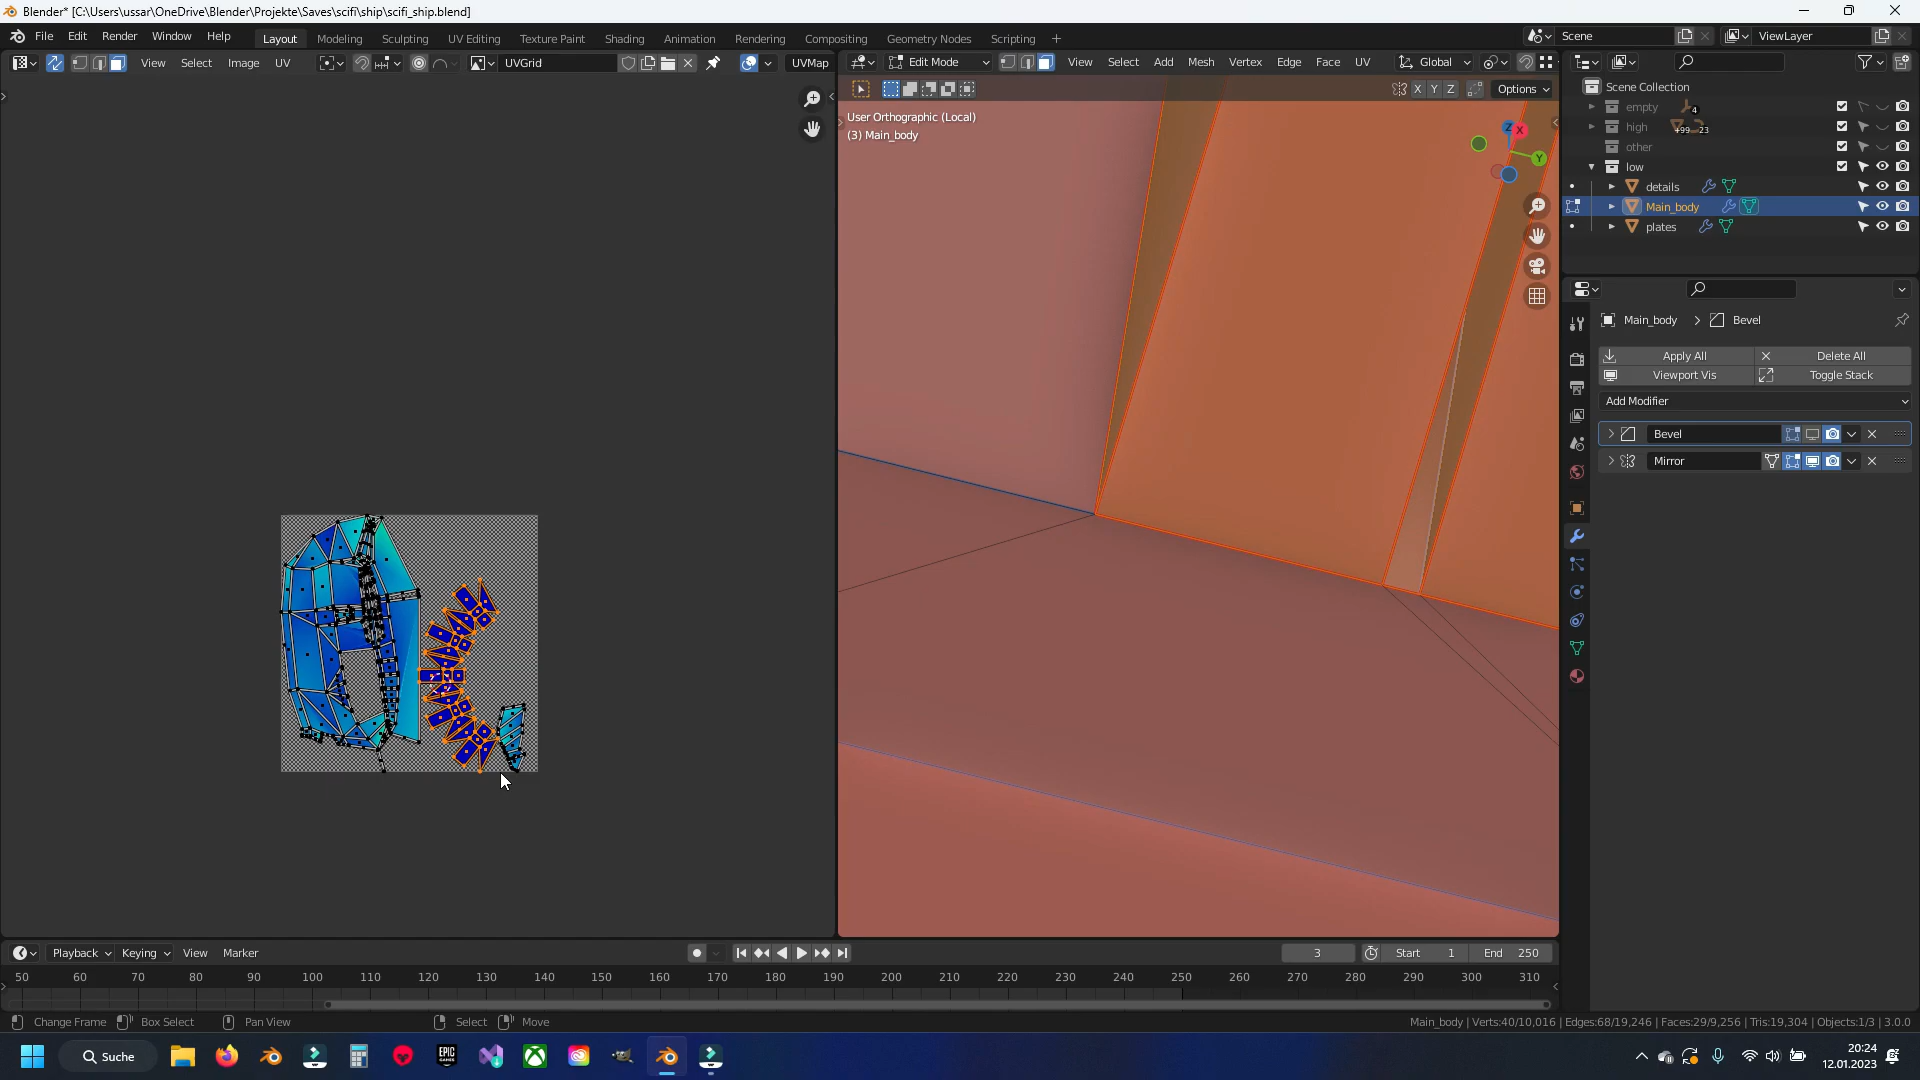 Blender* [C:\Users\ussar\OneDrive\Blender\Projekte\Saves\scifi\ship\scifi_ship.blend]
File Edit Render Window Help Layout Modeling Sculpting UV Editing Texture Paint Shading Animation Rendering Compositing Geometry Nodes Scripting + Scene ViewLayer
View Select Image UV UVGrid UVMap Edit Mode View Select Add Mesh Vertex Edge Face UV Global
X Y Z Options
User Orthographic (Local)
(3) Main_body
Z X
Y
Scene Collection
empty 4
high +99 23
other
low
details
Main_body
plates
Main_body > Bevel
Apply All Delete All
Viewport Vis Toggle Stack
Add Modifier
Bevel
Mirror
Playback Keying View Marker 3 Start 1 End 250
50 60 70 80 90 100 110 120 130 140 150 160 170 180 190 200 210 220 230 240 250 260 270 280 290 300 310
Change Frame Box Select Pan View Select Move Main_body | Verts:40/10,016 | Edges:68/19,246 | Faces:29/9,256 | Tris:19,304 | Objects:1/3 | 3.0.0
Suche EPIC GAMES 20:24
12.01.2023